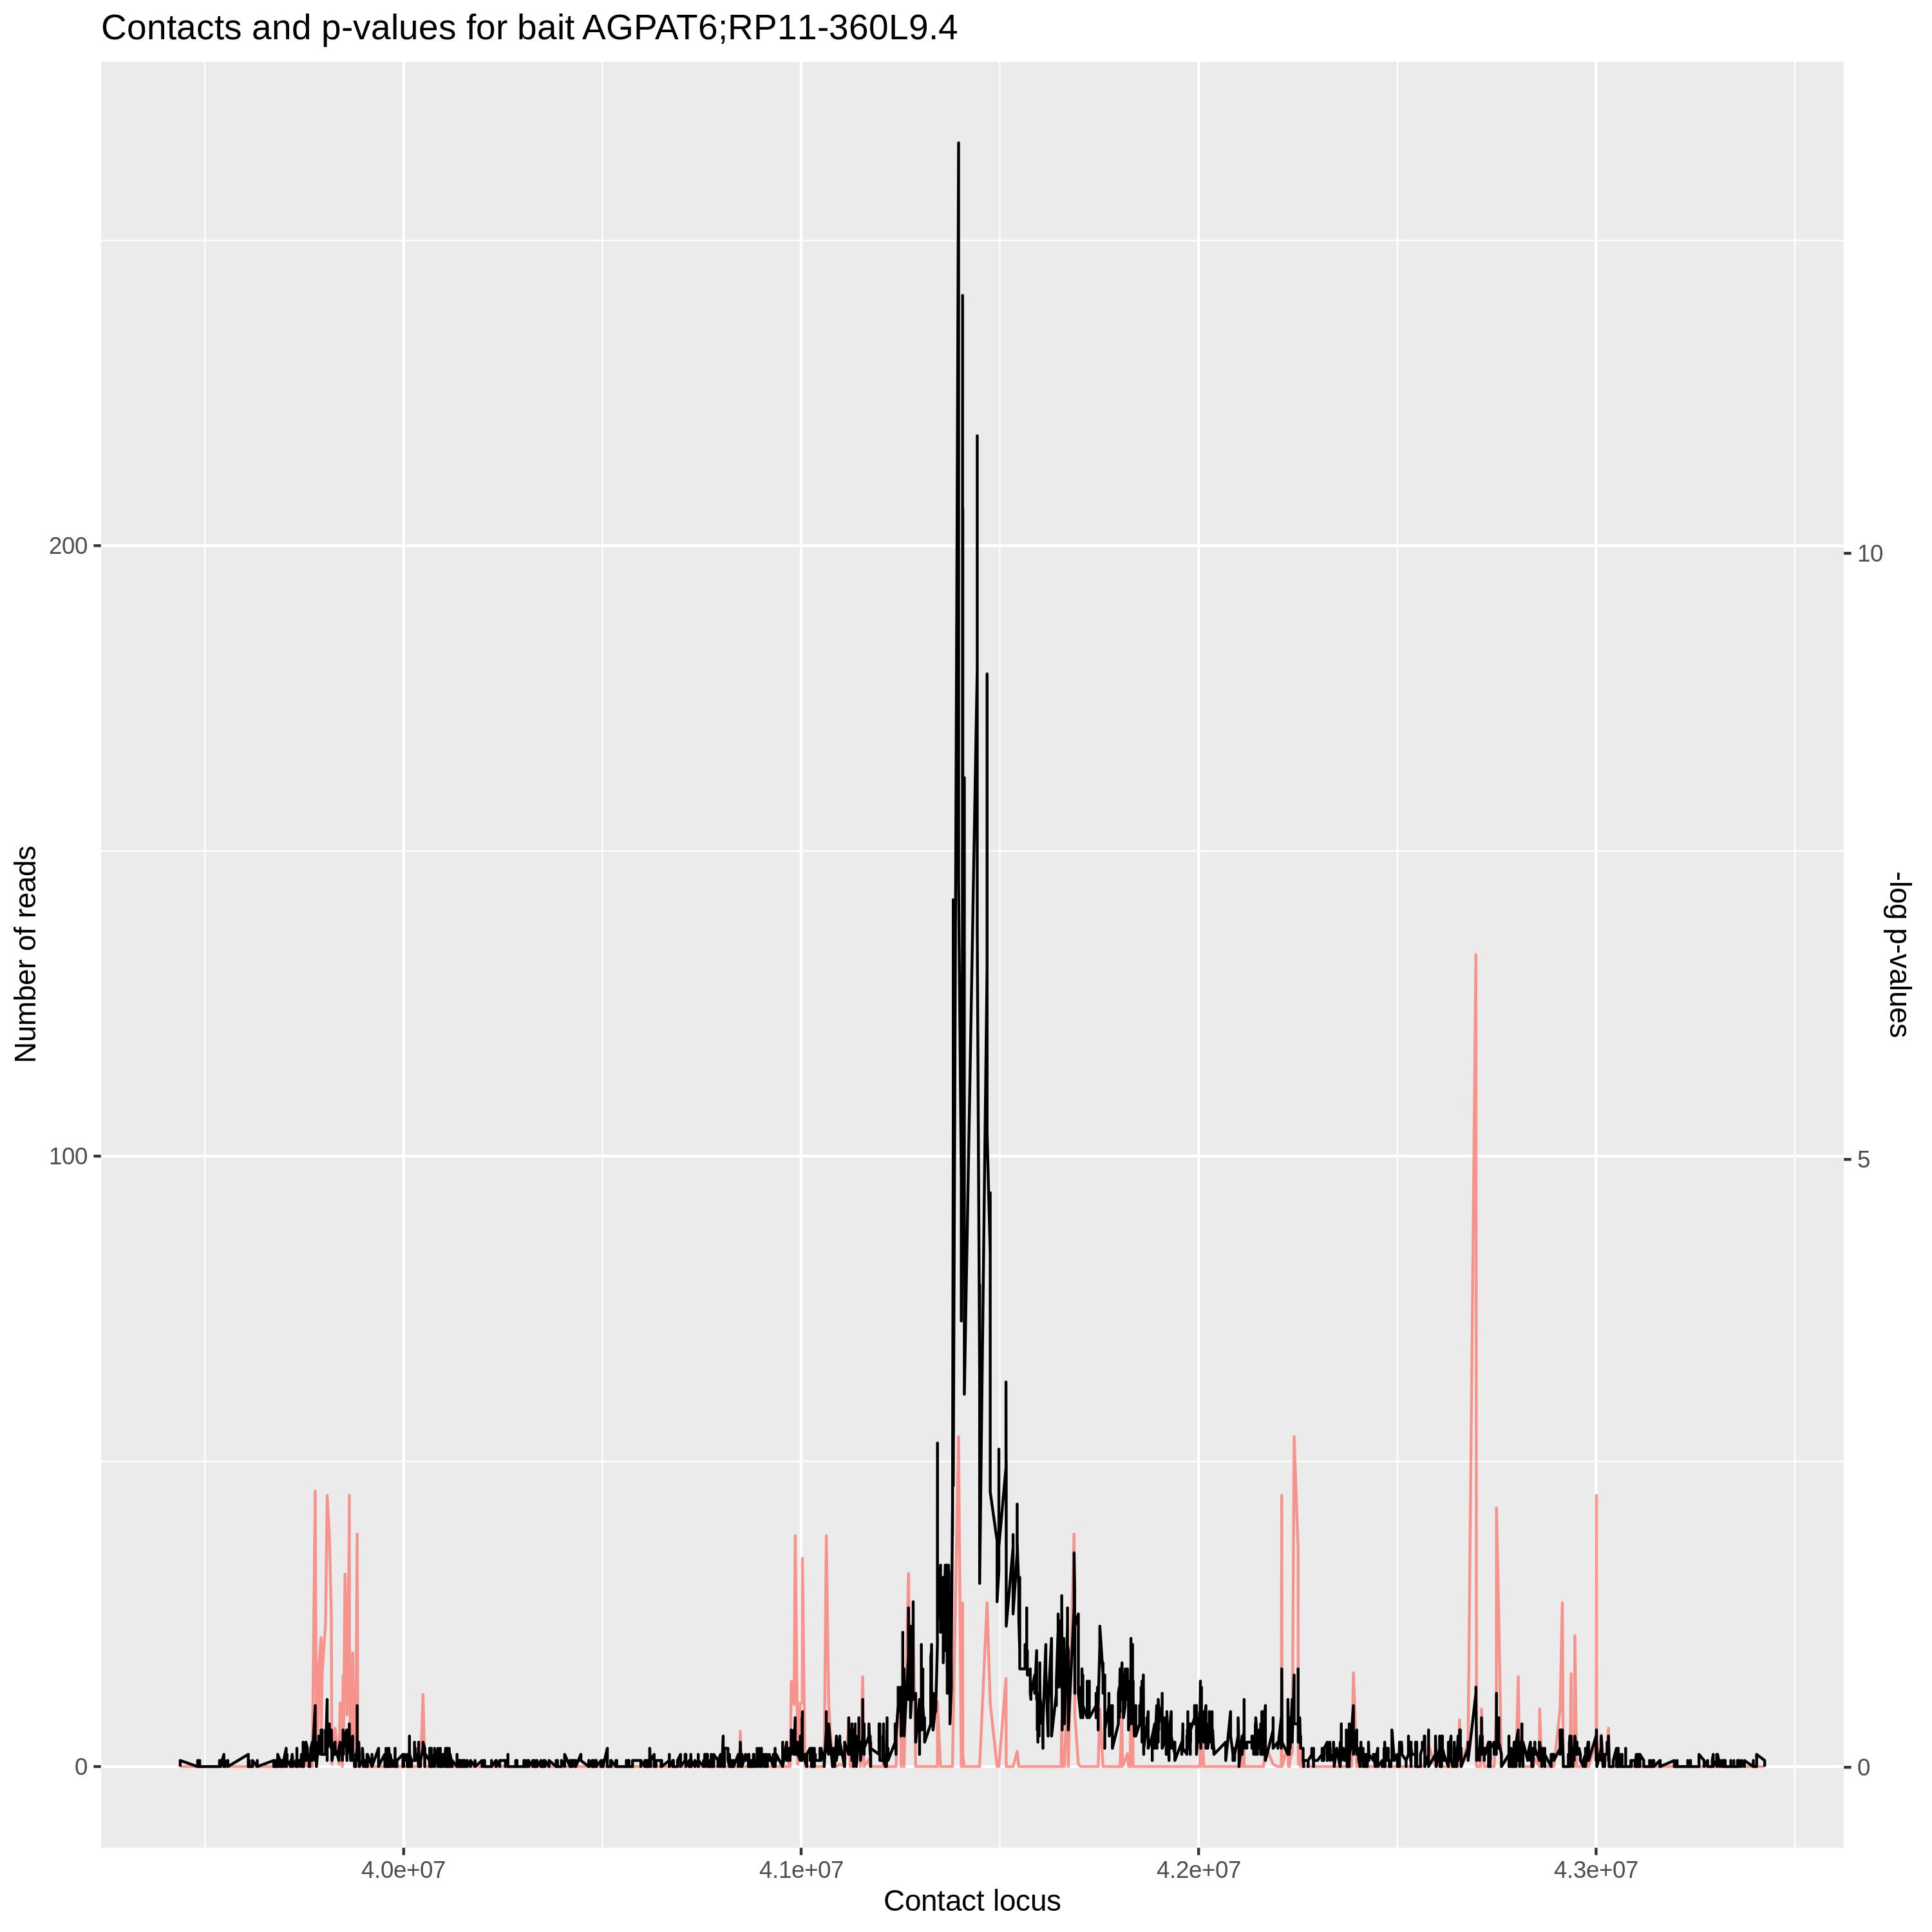 Contacts and p-values for bait AGPAT6;RP11-360L9.4
Number of reads
200
100
0
10
5
0
-log p-values
4.0e+07
4.1e+07
4.2e+07
4.3e+07
Contact locus